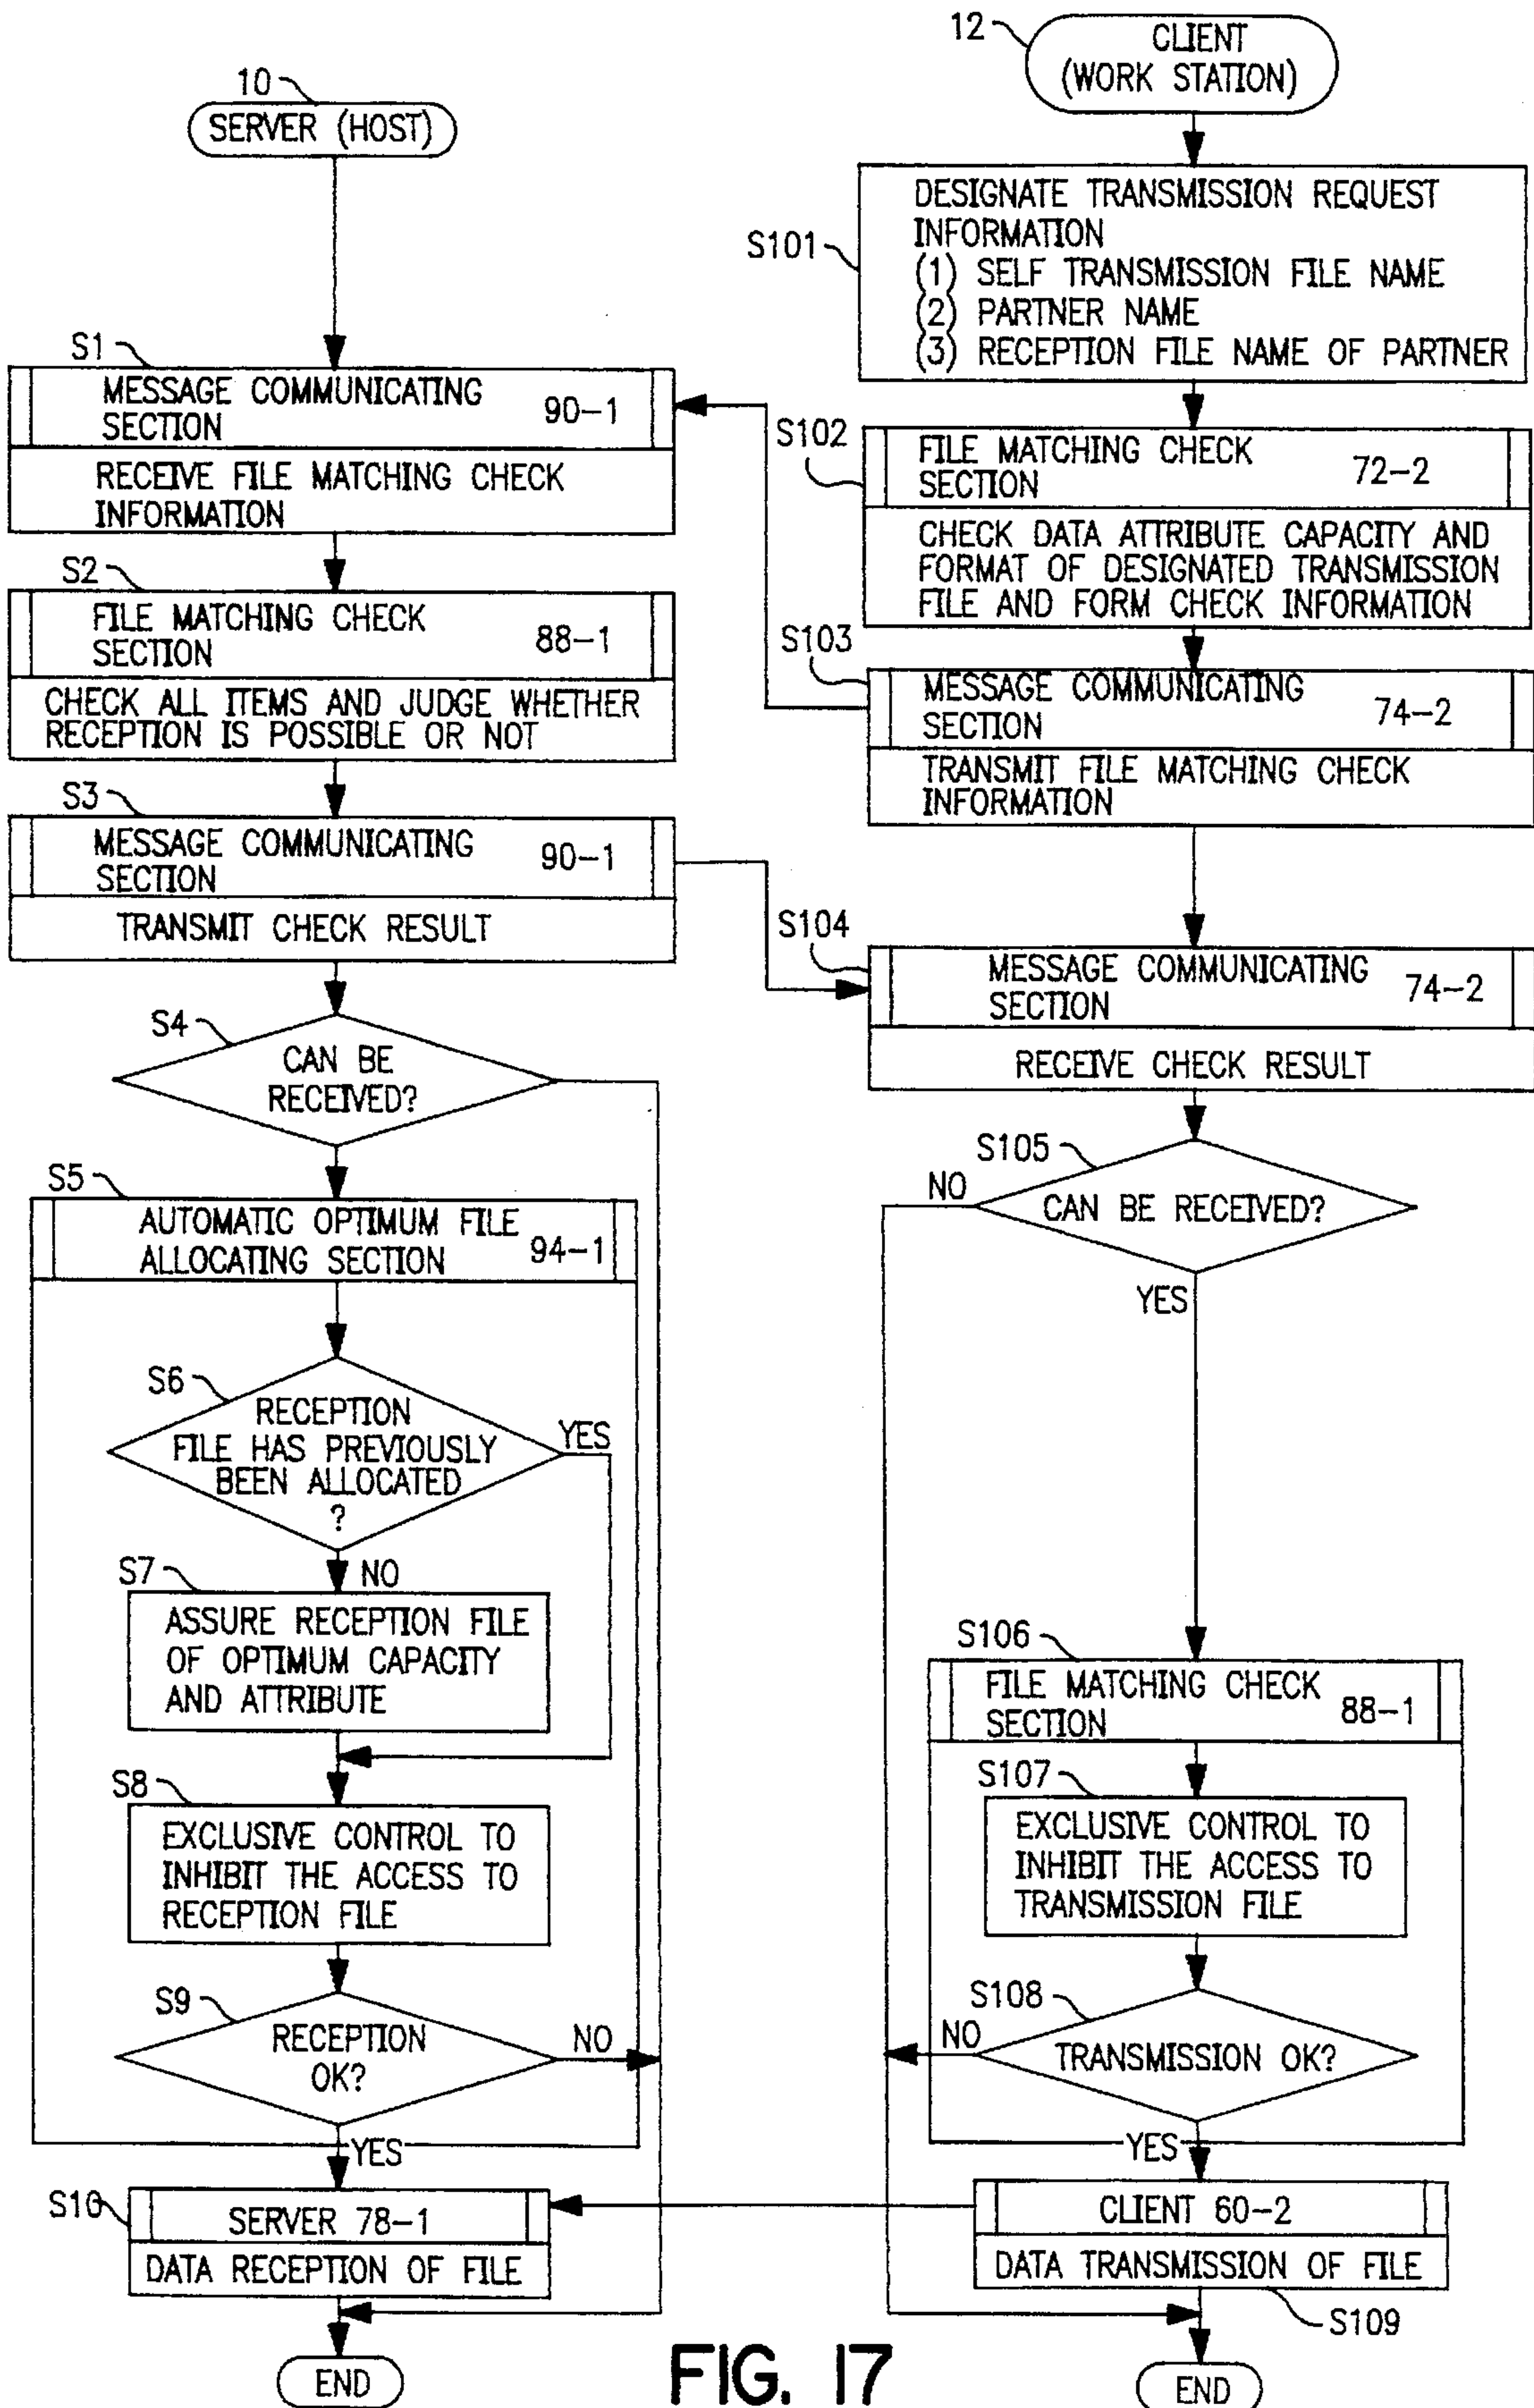 10
SERVER (HOST)
S1
MESSAGE COMMUNICATING
SECTION
90-1
RECEIVE FILE MATCHING CHECK
INFORMATION
S2
FILE MATCHING CHECK
SECTION
88-1
CHECK ALL ITEMS AND JUDGE WHETHER
RECEPTION IS POSSIBLE OR NOT
S3
MESSAGE COMMUNICATING
SECTION
90-1
TRANSMIT CHECK RESULT
S4
CAN BE
RECEIVED?
S5
AUTOMATIC OPTIMUM FILE
ALLOCATING SECTION
94-1
S6
RECEPTION
FILE HAS PREVIOUSLY
BEEN ALLOCATED
?
YES
NO
S7
ASSURE RECEPTION FILE
OF OPTIMUM CAPACITY
AND ATTRIBUTE
S8
EXCLUSIVE CONTROL TO
INHIBIT THE ACCESS TO
RECEPTION FILE
S9
RECEPTION
OK?
NO
YES
S10
SERVER 78-1
DATA RECEPTION OF FILE
END
12
CLIENT
(WORK STATION)
S101
DESIGNATE TRANSMISSION REQUEST
INFORMATION
(1) SELF TRANSMISSION FILE NAME
(2) PARTNER NAME
(3) RECEPTION FILE NAME OF PARTNER
S102
FILE MATCHING CHECK
SECTION
72-2
CHECK DATA ATTRIBUTE CAPACITY AND
FORMAT OF DESIGNATED TRANSMISSION
FILE AND FORM CHECK INFORMATION
S103
MESSAGE COMMUNICATING
SECTION
74-2
TRANSMIT FILE MATCHING CHECK
INFORMATION
S104
MESSAGE COMMUNICATING
SECTION
74-2
RECEIVE CHECK RESULT
S105
NO
CAN BE RECEIVED?
YES
S106
FILE MATCHING CHECK
SECTION
88-1
S107
EXCLUSIVE CONTROL TO
INHIBIT THE ACCESS TO
TRANSMISSION FILE
S108
NO
TRANSMISSION OK?
YES
CLIENT 60-2
DATA TRANSMISSION OF FILE
S109
END
FIG. 17